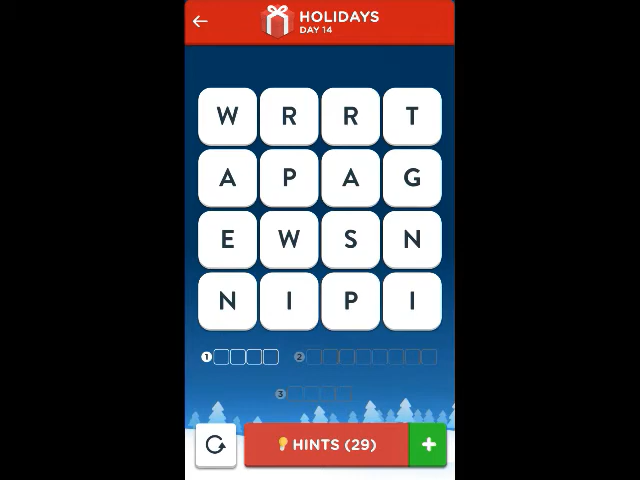 HOLIDAYS
DAY 14
W R R T
A P A G
E W S N
N I P I
1 2
3
HINTS (29) +